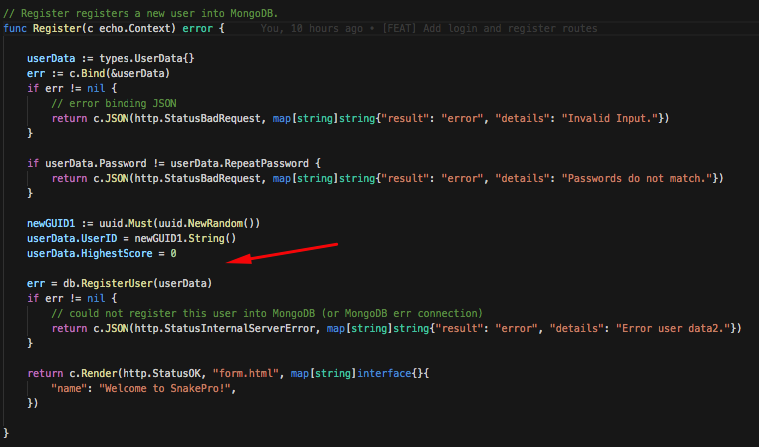 // Register registers a new user into MongoDB.
func Register(c echo.Context) error {      You, 10 hours ago • [FEAT] Add login and register routes
    userData := types.UserData{}
    err := c.Bind(&userData)
    if err != nil {
        // error binding JSON
        return c.JSON(http.StatusBadRequest, map[string]string{"result": "error", "details": "Invalid Input."})
    }
    if userData.Password != userData.RepeatPassword {
        return c.JSON(http.StatusBadRequest, map[string]string{"result": "error", "details": "Passwords do not match."})
    }
    newGUID1 := uuid.Must(uuid.NewRandom())
    userData.UserID = newGUID1.String()
    userData.HighestScore = 0
    err = db.RegisterUser(userData)
    if err != nil {
        // could not register this user into MongoDB (or MongoDB err connection)
        return c.JSON(http.StatusInternalServerError, map[string]string{"result": "error", "details": "Error user data2."})
    }
    return c.Render(http.StatusOK, "form.html", map[string]interface{}{
        "name": "Welcome to SnakePro!",
    })
}